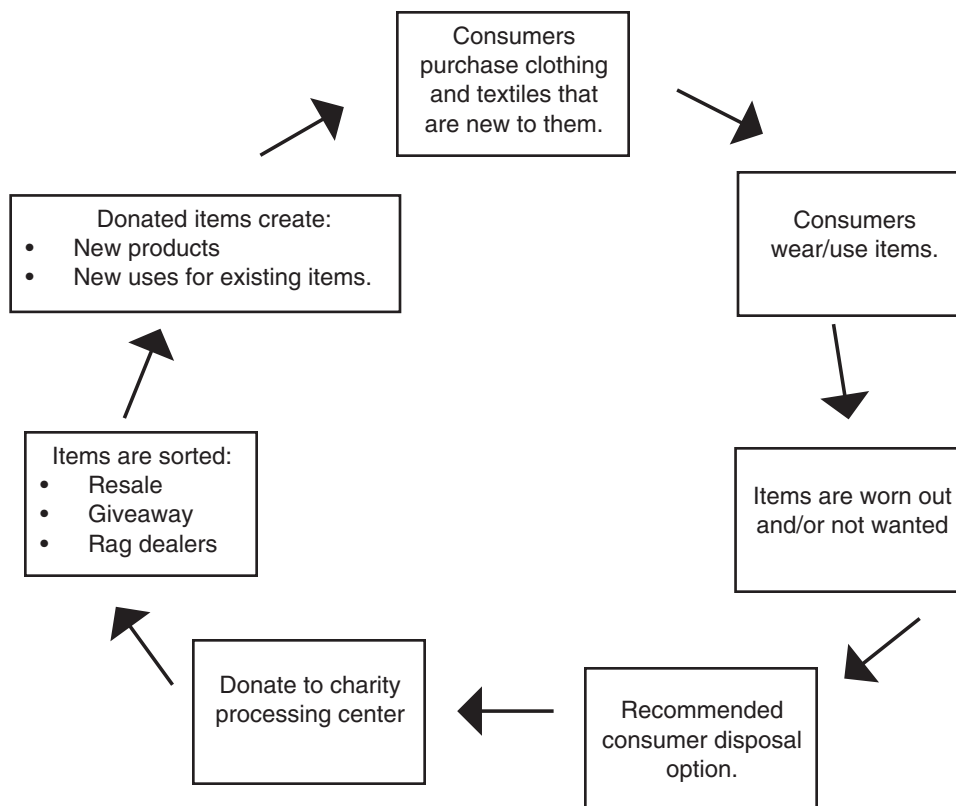 Consumers
purchase clothing
and textiles that
are new to them.
Consumers
wear/use items.
Items are worn out
and/or not wanted
Recommended
consumer disposal
option.
Donate to charity
processing center
Items are sorted:
• Resale
• Giveaway
• Rag dealers
Donated items create:
• New products
• New uses for existing items.